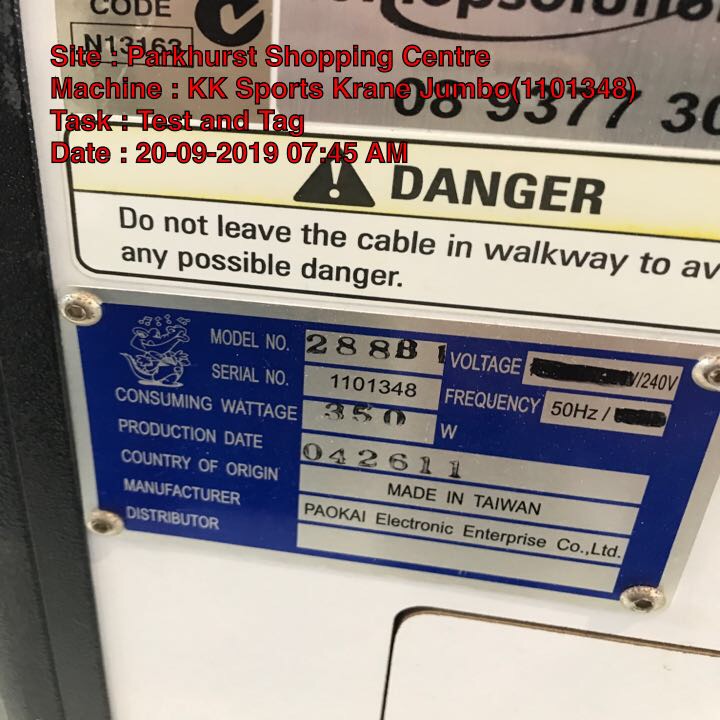 CODE
N13163
08 9377 30
Site : Parkhurst Shopping Centre
Machine : KK Sports Krane Jumbo(1101348)
Task : Test and Tag
Date : 20-09-2019 07:45 AM
DANGER
Do not leave the cable in walkway to av
any possible danger.
MODEL NO. 288B1
SERIAL NO. 1101348
CONSUMING WATTAGE 350 W
PRODUCTION DATE 042611
COUNTRY OF ORIGIN MADE IN TAIWAN
MANUFACTURER PAOKAI Electronic Enterprise Co.,Ltd.
DISTRIBUTOR
VOLTAGE V/240V
FREQUENCY 50Hz /